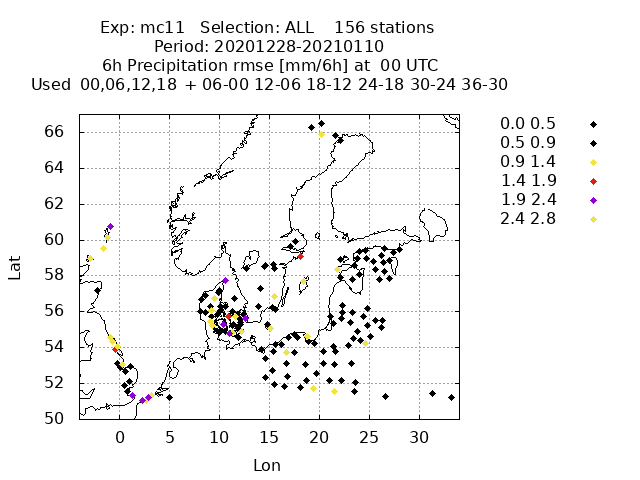 Exp: mc11   Selection: ALL    156 stations
Period: 20201228-20210110
6h Precipitation rmse [mm/6h] at  00 UTC
Used  00,06,12,18  + 06-00 12-06 18-12 24-18 30-24 36-30
0.0 0.5
0.5 0.9
0.9 1.4
1.4 1.9
1.9 2.4
2.4 2.8
66
64
62
60
58
56
54
52
50
Lat
0 5 10 15 20 25 30
Lon